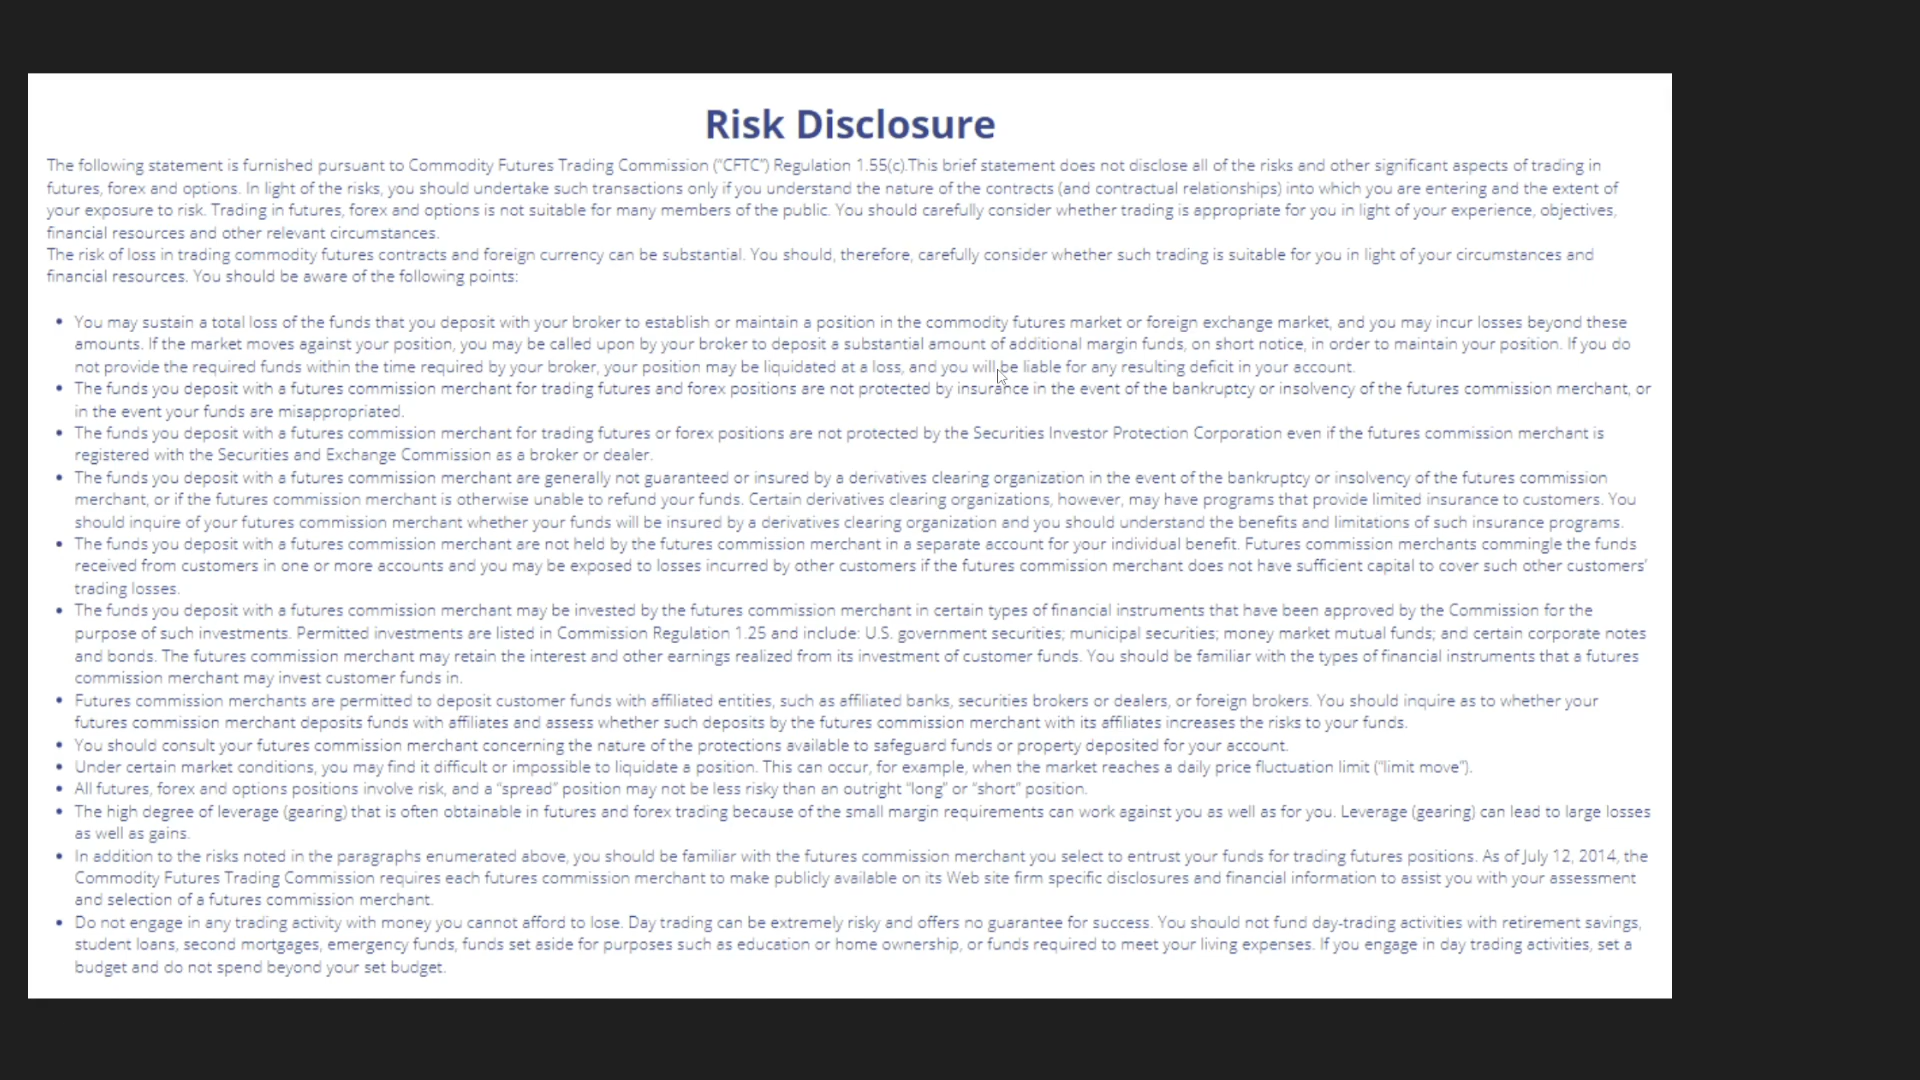 Risk Disclosure
The following statement is furnished pursuant to Commodity Futures Trading Commission ("CFTC") Regulation 1.55(c).This brief statement does not disclose all of the risks and other significant aspects of trading in
futures, forex and options. In light of the risks, you should undertake such transactions only if you understand the nature of the contracts (and contractual relationships) into which you are entering and the extent of
your exposure to risk. Trading in futures, forex and options is not suitable for many members of the public. You should carefully consider whether trading is appropriate for you in light of your experience, objectives,
financial resources and other relevant circumstances.
The risk of loss in trading commodity futures contracts and foreign currency can be substantial. You should, therefore, carefully consider whether such trading is suitable for you in light of your circumstances and
financial resources. You should be aware of the following points:
• You may sustain a total loss of the funds that you deposit with your broker to establish or maintain a position in the commodity futures market or foreign exchange market, and you may incur losses beyond these
amounts. If the market moves against your position, you may be called upon by your broker to deposit a substantial amount of additional margin funds, on short notice, in order to maintain your position. If you do
not provide the required funds within the time required by your broker, your position may be liquidated at a loss, and you will be liable for any resulting deficit in your account.
• The funds you deposit with a futures commission merchant for trading futures and forex positions are not protected by insurance in the event of the bankruptcy or insolvency of the futures commission merchant, or
in the event your funds are misappropriated.
• The funds you deposit with a futures commission merchant for trading futures or forex positions are not protected by the Securities Investor Protection Corporation even if the futures commission merchant is
registered with the Securities and Exchange Commission as a broker or dealer.
• The funds you deposit with a futures commission merchant are generally not guaranteed or insured by a derivatives clearing organization in the event of the bankruptcy or insolvency of the futures commission
merchant, or if the futures commission merchant is otherwise unable to refund your funds. Certain derivatives clearing organizations, however, may have programs that provide limited insurance to customers. You
should inquire of your futures commission merchant whether your funds will be insured by a derivatives clearing organization and you should understand the benefits and limitations of such insurance programs.
• The funds you deposit with a futures commission merchant are not held by the futures commission merchant in a separate account for your individual benefit. Futures commission merchants commingle the funds
received from customers in one or more accounts and you may be exposed to losses incurred by other customers if the futures commission merchant does not have sufficient capital to cover such other customers'
trading losses.
• The funds you deposit with a futures commission merchant may be invested by the futures commission merchant in certain types of financial instruments that have been approved by the Commission for the
purpose of such investments. Permitted investments are listed in Commission Regulation 1.25 and include: U.S. government securities; municipal securities; money market mutual funds; and certain corporate notes
and bonds. The futures commission merchant may retain the interest and other earnings realized from its investment of customer funds. You should be familiar with the types of financial instruments that a futures
commission merchant may invest customer funds in.
• Futures commission merchants are permitted to deposit customer funds with affiliated entities, such as affiliated banks, securities brokers or dealers, or foreign brokers. You should inquire as to whether your
futures commission merchant deposits funds with affiliates and assess whether such deposits by the futures commission merchant with its affiliates increases the risks to your funds.
• You should consult your futures commission merchant concerning the nature of the protections available to safeguard funds or property deposited for your account.
• Under certain market conditions, you may find it difficult or impossible to liquidate a position. This can occur, for example, when the market reaches a daily price fluctuation limit ("limit move").
• All futures, forex and options positions involve risk, and a "spread" position may not be less risky than an outright "long" or "short" position.
• The high degree of leverage (gearing) that is often obtainable in futures and forex trading because of the small margin requirements can work against you as well as for you. Leverage (gearing) can lead to large losses
as well as gains.
• In addition to the risks noted in the paragraphs enumerated above, you should be familiar with the futures commission merchant you select to entrust your funds for trading futures positions. As of July 12, 2014, the
Commodity Futures Trading Commission requires each futures commission merchant to make publicly available on its Web site firm specific disclosures and financial information to assist you with your assessment
and selection of a futures commission merchant.
• Do not engage in any trading activity with money you cannot afford to lose. Day trading can be extremely risky and offers no guarantee for success. You should not fund day-trading activities with retirement savings,
student loans, second mortgages, emergency funds, funds set aside for purposes such as education or home ownership, or funds required to meet your living expenses. If you engage in day trading activities, set a
budget and do not spend beyond your set budget.